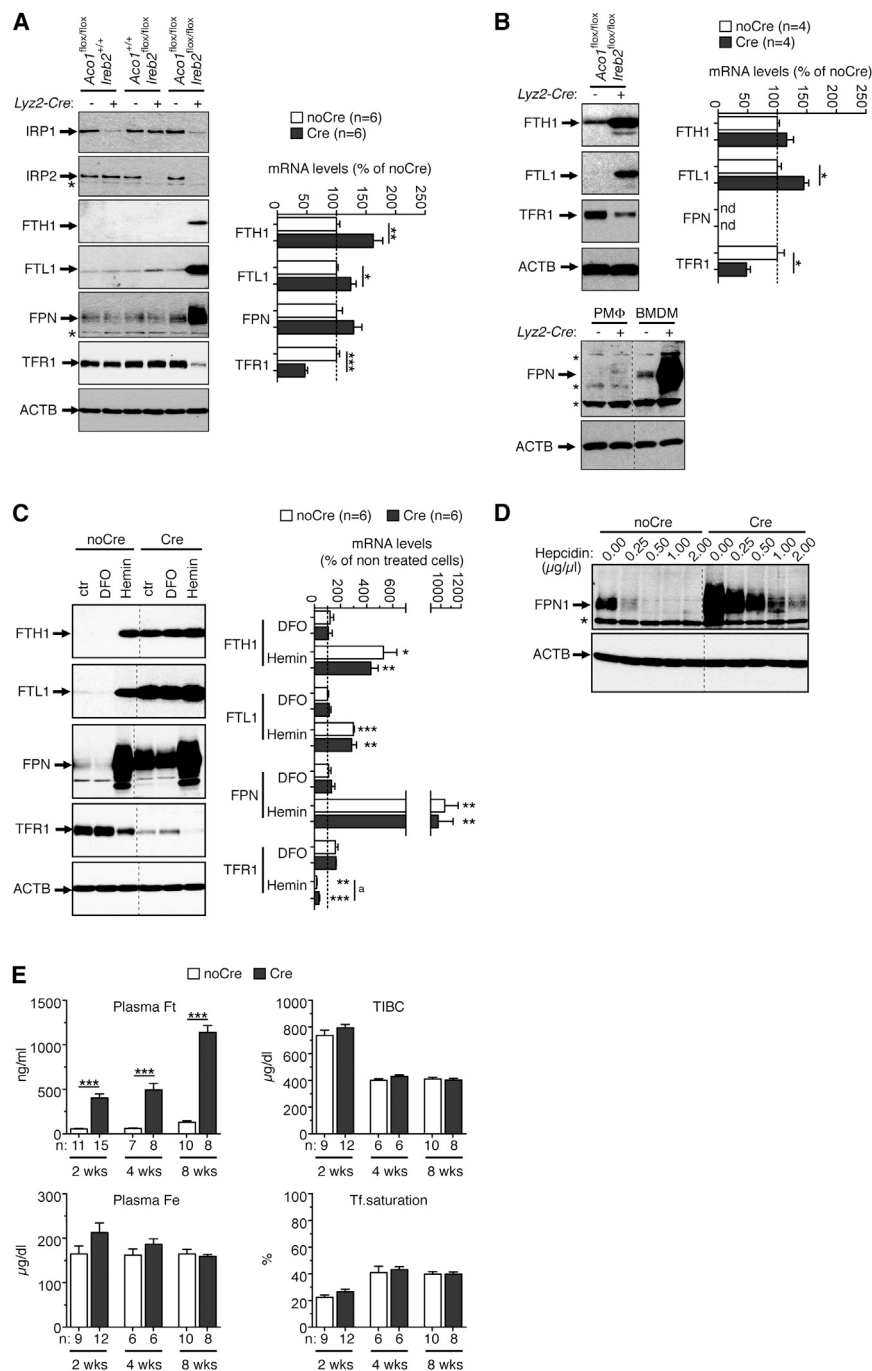 A
Aco1flox/flox Ireb2+/+
Aco1+/+ Ireb2flox/flox
Aco1flox/flox Ireb2flox/flox
Lyz2-Cre: - + - + - +
IRP1
IRP2
*
FTH1
FTL1
FPN
*
TFR1
ACTB
noCre (n=6)
Cre (n=6)
mRNA levels (% of noCre)
0 50 100 150 200 250
FTH1 **
FTL1 *
FPN
TFR1 ***
B
Aco1flox/flox Ireb2flox/flox
Lyz2-Cre: - +
FTH1
FTL1
TFR1
ACTB
noCre (n=4)
Cre (n=4)
mRNA levels (% of noCre)
0 50 100 150 200 250
FTH1
FTL1 *
FPN nd
nd
TFR1 *
PMΦ BMDM
Lyz2-Cre: - + - +
*
FPN
*
*
ACTB
C
noCre Cre
ctr DFO Hemin ctr DFO Hemin
FTH1
FTL1
FPN
TFR1
ACTB
noCre (n=6) Cre (n=6)
mRNA levels
(% of non treated cells)
0 200 400 600 10000 12000
FTH1
DFO
Hemin *
**
FTL1
DFO
Hemin ***
**
FPN
DFO
Hemin **
**
TFR1
DFO
Hemin ** a
***
D
noCre Cre
Hepcidin:
(µg/µl)
0.00 0.25 0.50 1.00 2.00 0.00 0.25 0.50 1.00 2.00
FPN1
*
ACTB
E
noCre Cre
Plasma Ft
ng/ml
1500
1250
1000
750
500
250
0
*** *** ***
n: 11 15 7 8 10 8
2 wks 4 wks 8 wks
TIBC
µg/dl
1000
800
600
400
200
0
n: 9 12 6 6 10 8
2 wks 4 wks 8 weeks
Plasma Fe
µg/dl
300
200
100
0
n: 9 12 6 6 10 8
2 wks 4 wks 8 wks
Tf.saturation
%
100
80
60
40
20
0
n: 9 12 6 6 10 8
2 wks 4 wks 8 wks